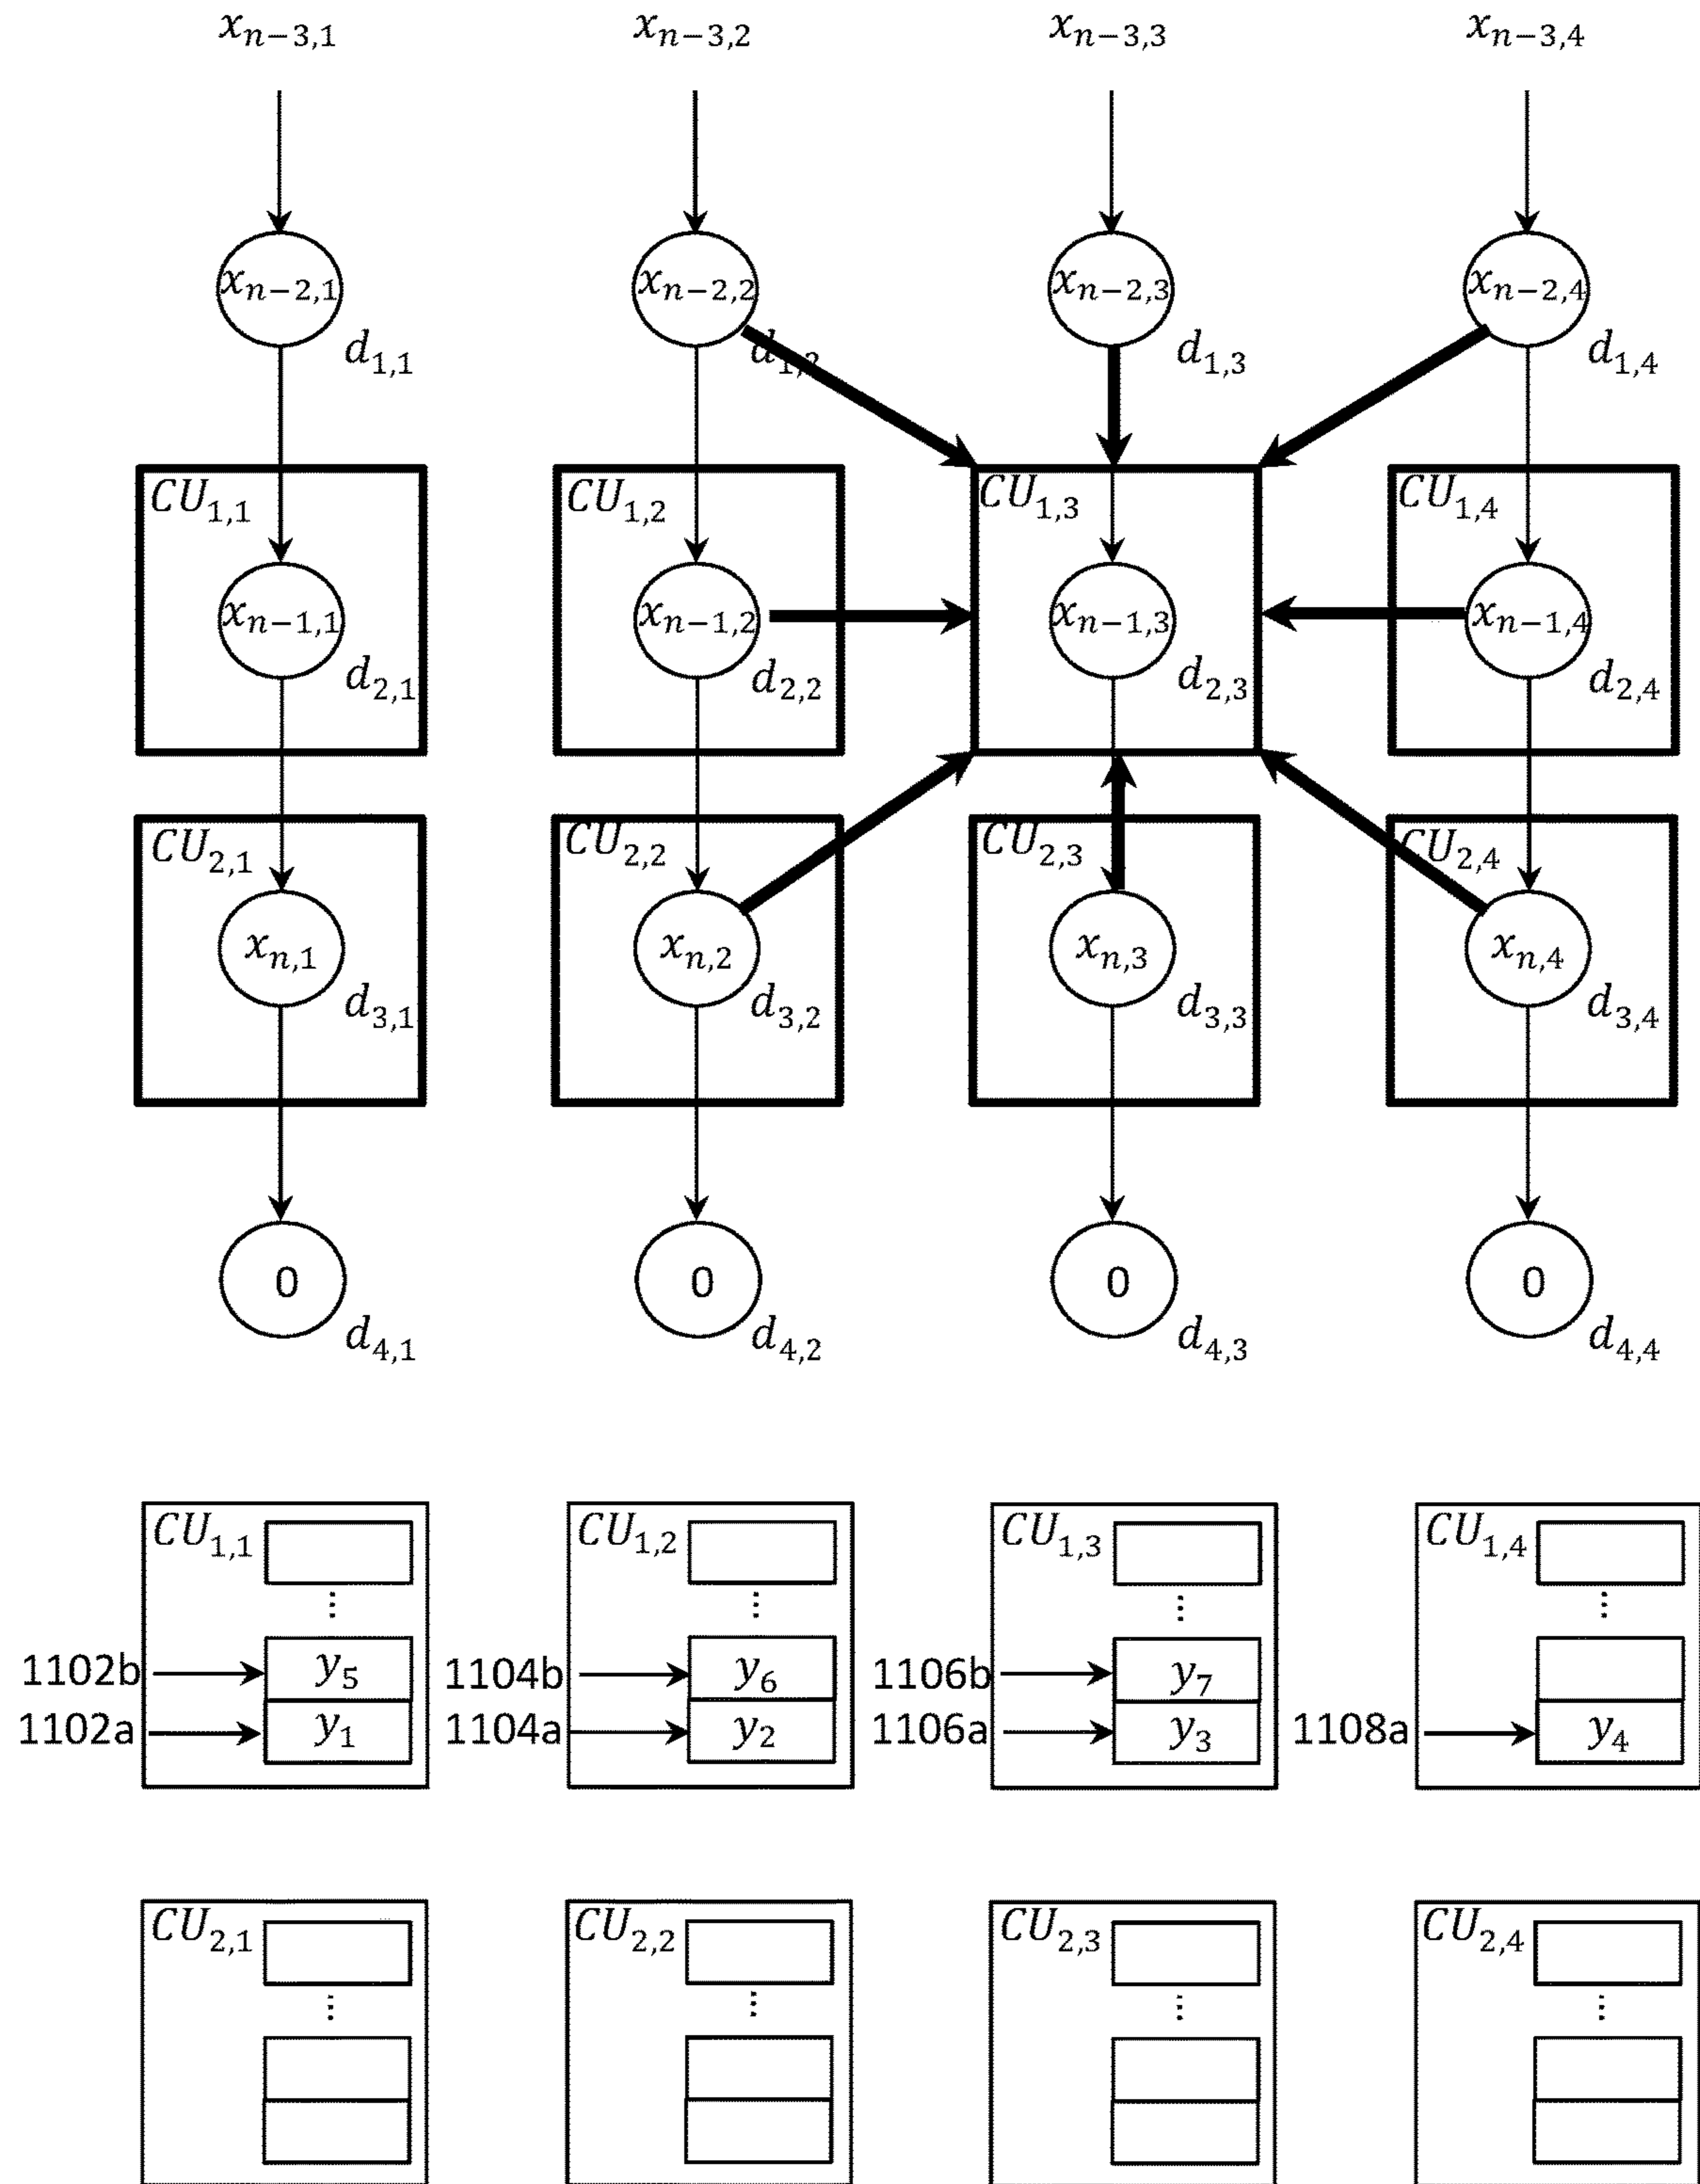 x_{n−3,1} x_{n−3,2} x_{n−3,3} x_{n−3,4}
x_{n−2,1} x_{n−2,2} x_{n−2,3} x_{n−2,4}
d_{1,1} d_{1,2} d_{1,3} d_{1,4}
CU_{1,1} CU_{1,2} CU_{1,3} CU_{1,4}
x_{n−1,1} x_{n−1,2} x_{n−1,3} x_{n−1,4}
d_{2,1} d_{2,2} d_{2,3} d_{2,4}
CU_{2,1} CU_{2,2} CU_{2,3} CU_{2,4}
x_{n,1} x_{n,2} x_{n,3} x_{n,4}
d_{3,1} d_{3,2} d_{3,3} d_{3,4}
0 0 0 0
d_{4,1} d_{4,2} d_{4,3} d_{4,4}
CU_{1,1} CU_{1,2} CU_{1,3} CU_{1,4}
⋮ ⋮ ⋮ ⋮
1102b y_5 1104b y_6 1106b y_7
1102a y_1 1104a y_2 1106a y_3 1108a y_4
CU_{2,1} CU_{2,2} CU_{2,3} CU_{2,4}
⋮ ⋮ ⋮ ⋮